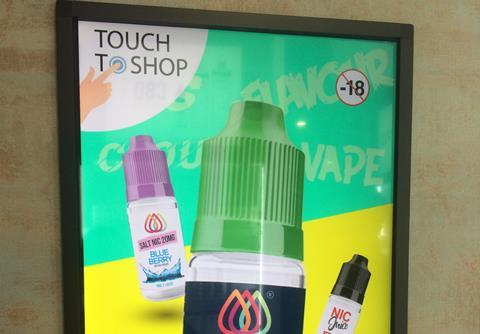 TOUCH
TO SHOP
FLAVOUR
-18
VAPE
SALT NIC 20MG
BLUE
BERRY
®
NIC
Juice